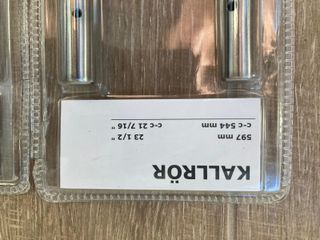 KALLRÖR
597 mm 23 1/2 "
c-c 544 mm c-c 21 7/16 "